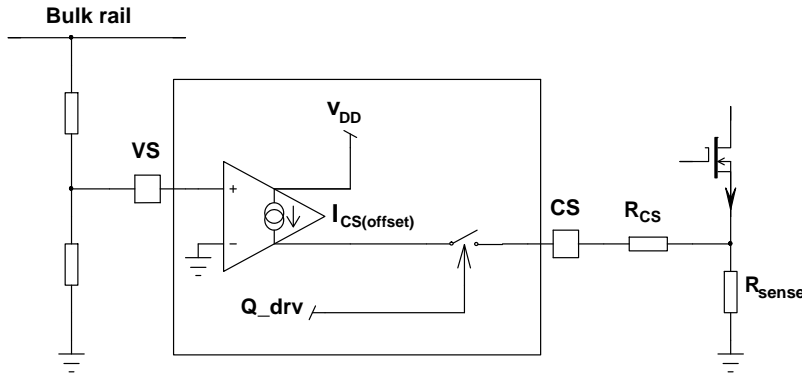 Bulk rail
VDD
VS
+
ICS(offset)
CS
RCS
−
Q_drv
Rsense